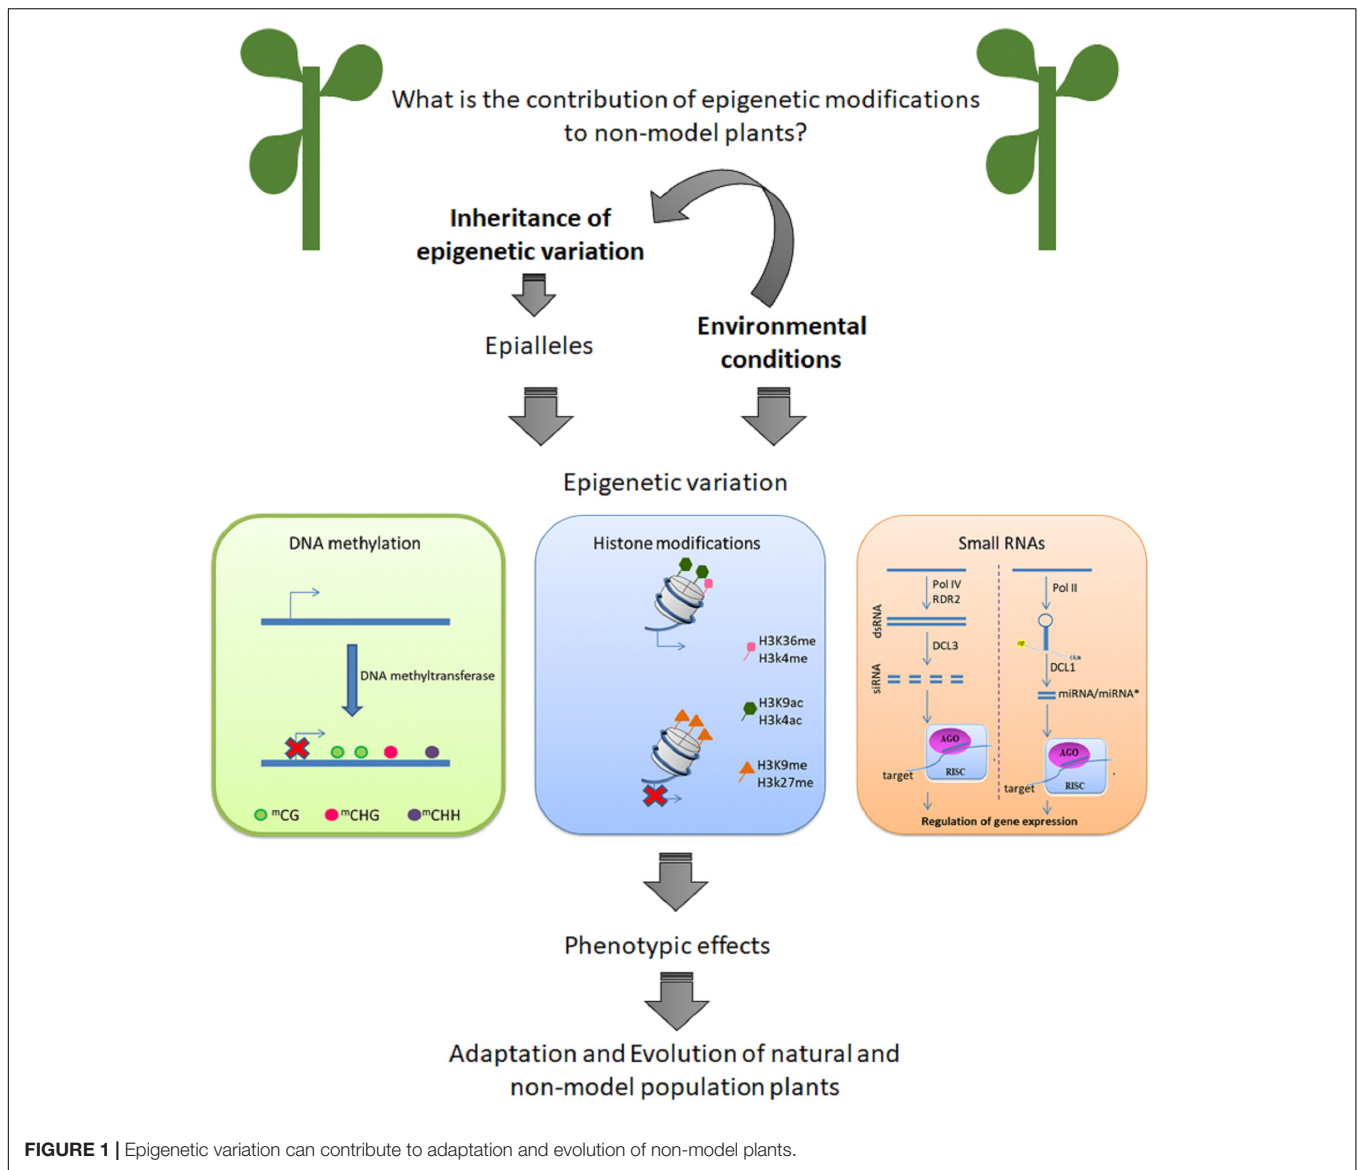 What is the contribution of epigenetic modifications
to non-model plants?
Inheritance of
epigenetic variation
Epialleles
Environmental
conditions
Epigenetic variation
DNA methylation
DNA methyltransferase
mCG
mCHG
mCHH
Histone modifications
H3K36me
H3k4me
H3K9ac
H3k4ac
H3K9me
H3k27me
Small RNAs
Pol IV
RDR2
dsRNA
DCL3
siRNA
AGO
RISC
target
Pol II
DCL1
miRNA/miRNA*
AGO
RISC
target
Regulation of gene expression
Phenotypic effects
Adaptation and Evolution of natural and
non-model population plants
FIGURE 1 | Epigenetic variation can contribute to adaptation and evolution of non-model plants.